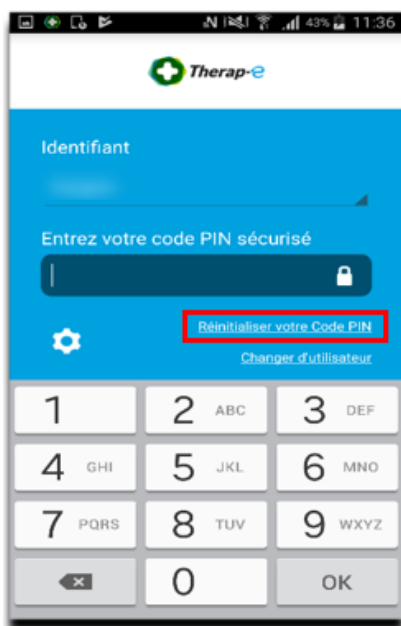 43% 11:36
Therap-e
Identifiant
Entrez votre code PIN sécurisé
Réinitialiser votre Code PIN
Changer d'utilisateur
1 2 ABC 3 DEF
4 GHI 5 JKL 6 MNO
7 PQRS 8 TUV 9 WXYZ
0 OK